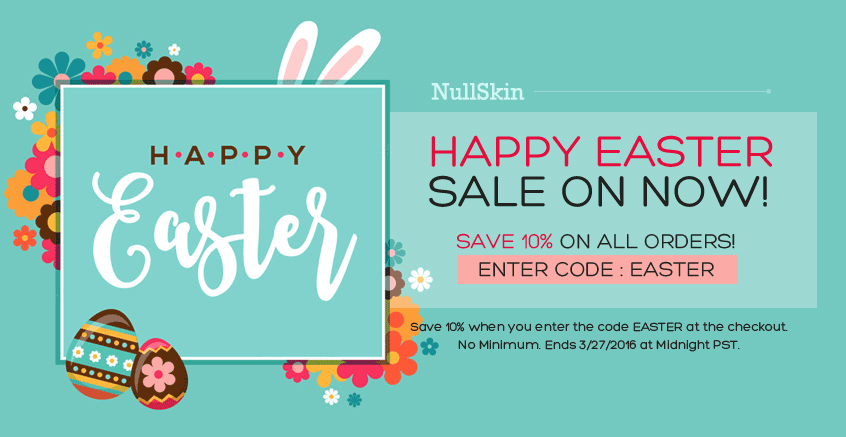 H·A·P·P·Y
Easter
NullSkin
HAPPY EASTER
SALE ON NOW!
SAVE 10% ON ALL ORDERS!
ENTER CODE : EASTER
Save 10% when you enter the code EASTER at the checkout.
No Minimum. Ends 3/27/2016 at Midnight PST.